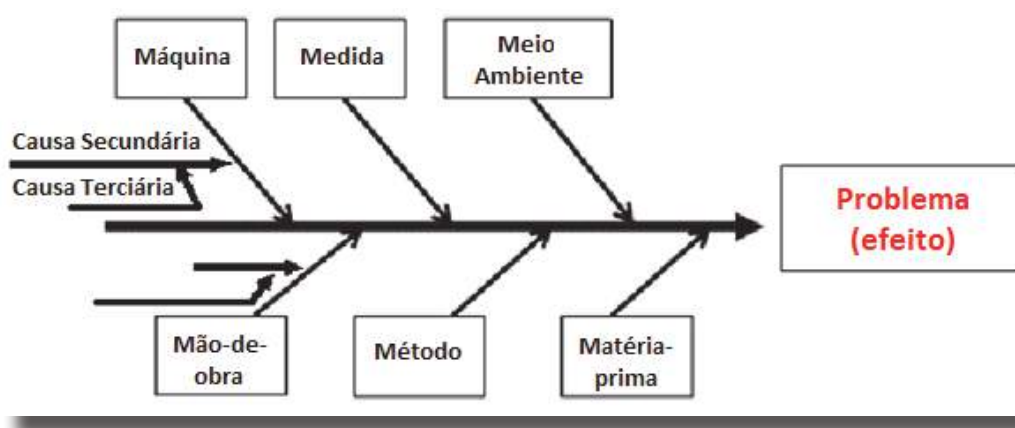 Máquina
Medida
Meio
Ambiente
Causa Secundária
Causa Terciária
Problema
(efeito)
Mão-de-
obra
Método
Matéria-
prima